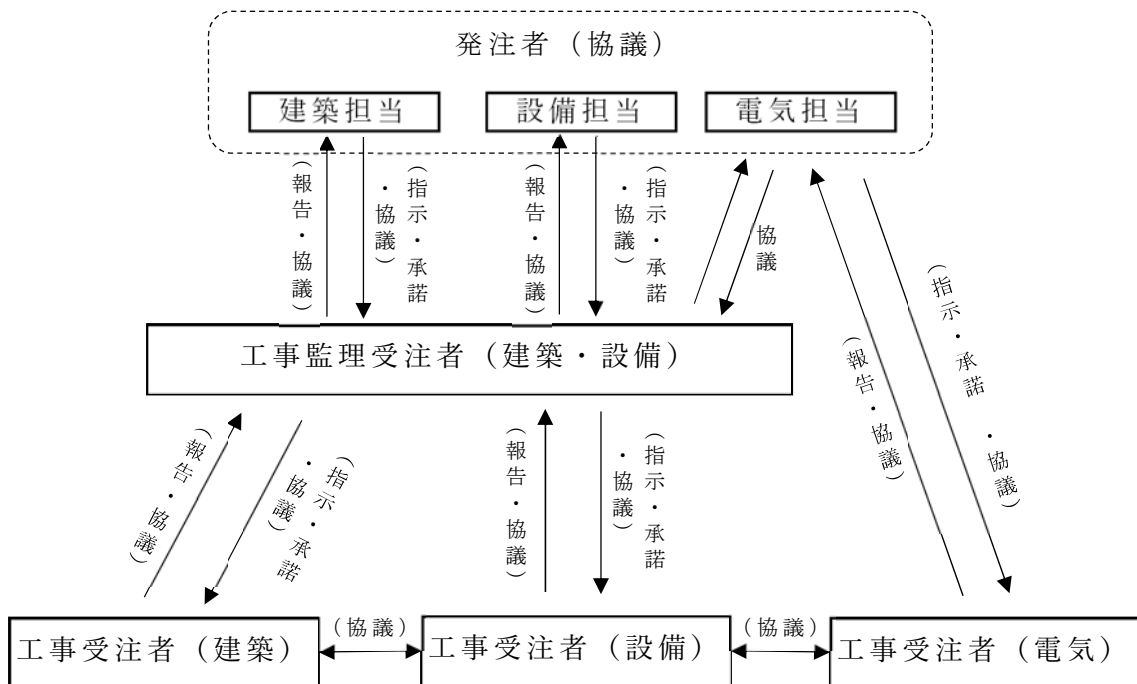 発注者（協議）
建築担当
設備担当
電気担当
（報告・協議）
（指示・承諾
・協議）
（報告・協議）
（指示・承諾
・協議）
協議
（報告・協議）
（指示・承諾　・協議）
工事監理受注者（建築・設備）
（報告・協議）
（指示・承諾
・協議）
（報告・協議）
（指示・承諾
・協議）
工事受注者（建築）
（協議）
工事受注者（設備）
（協議）
工事受注者（電気）